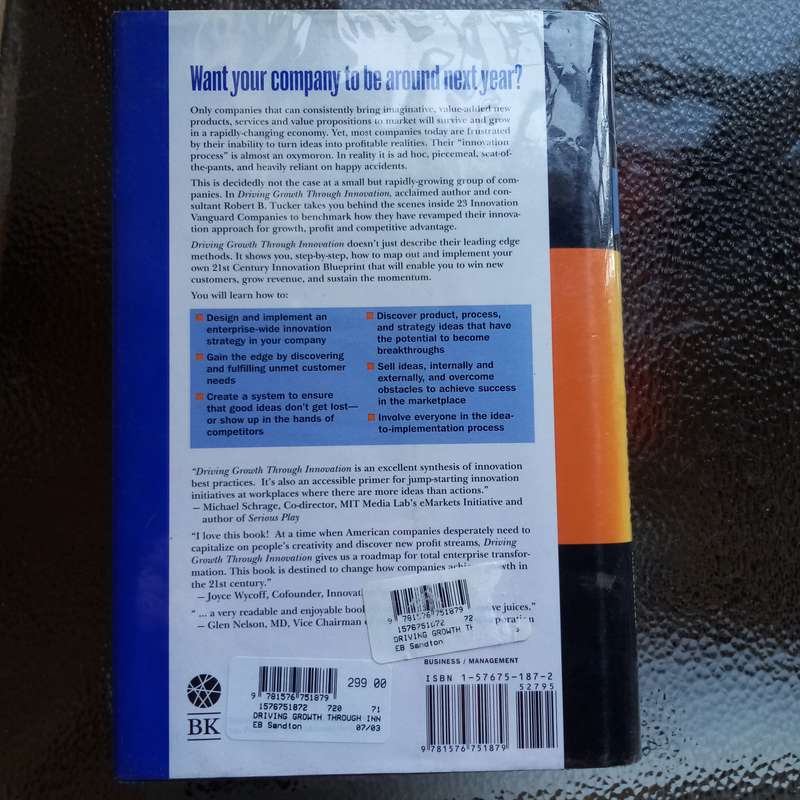 Want your company to be around next year?
Only companies that can consistently bring imaginative, value-added new
products, services and value propositions to market will survive and grow
in a rapidly-changing economy. Yet, most companies today are frustrated
by their inability to turn ideas into profitable realities. Their “innovation
process” is almost an oxymoron. In reality it is ad hoc, piecemeal, seat-of-
the-pants, and heavily reliant on happy accidents.
This is decidedly not the case at a small but rapidly-growing group of com-
panies. In Driving Growth Through Innovation, acclaimed author and con-
sultant Robert B. Tucker takes you behind the scenes inside 23 Innovation
Vanguard Companies to benchmark how they have revamped their innova-
tion approach for growth, profit and competitive advantage.
Driving Growth Through Innovation doesn’t just describe their leading edge
methods. It shows you, step-by-step, how to map out and implement your
own 21st Century Innovation Blueprint that will enable you to win new
customers, grow revenue, and sustain the momentum.
You will learn how to:
Design and implement an
enterprise-wide innovation
strategy in your company
Gain the edge by discovering
and fulfilling unmet customer
needs
Create a system to ensure
that good ideas don’t get lost—
or show up in the hands of
competitors
Discover product, process,
and strategy ideas that have
the potential to become
breakthroughs
Sell ideas, internally and
externally, and overcome
obstacles to achieve success
in the marketplace
Involve everyone in the idea-
to-implementation process
“Driving Growth Through Innovation is an excellent synthesis of innovation
best practices. It’s also an accessible primer for jump-starting innovation
initiatives at workplaces where there are more ideas than actions.”
— Michael Schrage, Co-director, MIT Media Lab’s eMarkets Initiative and
author of Serious Play
“I love this book! At a time when American companies desperately need to
capitalize on people’s creativity and discover new profit streams, Driving
Growth Through Innovation gives us a roadmap for total enterprise transfor-
mation. This book is destined to change how companies achieve growth in
the 21st century.”
— Joyce Wycoff, Cofounder, Innovat
“ ... a very readable and enjoyable book ve juices.”
— Glen Nelson, MD, Vice Chairman rporation
9 781576 751879
1576751872 72
DRIVING GROWTH TH
EB Sandton
BUSINESS / MANAGEMENT
ISBN 1-57675-187-2
52795
9 781576 751879
BK
9 781576 751879 299 00
1576751872 720 71
DRIVING GROWTH THROUGH INN
EB Sandton 07/03